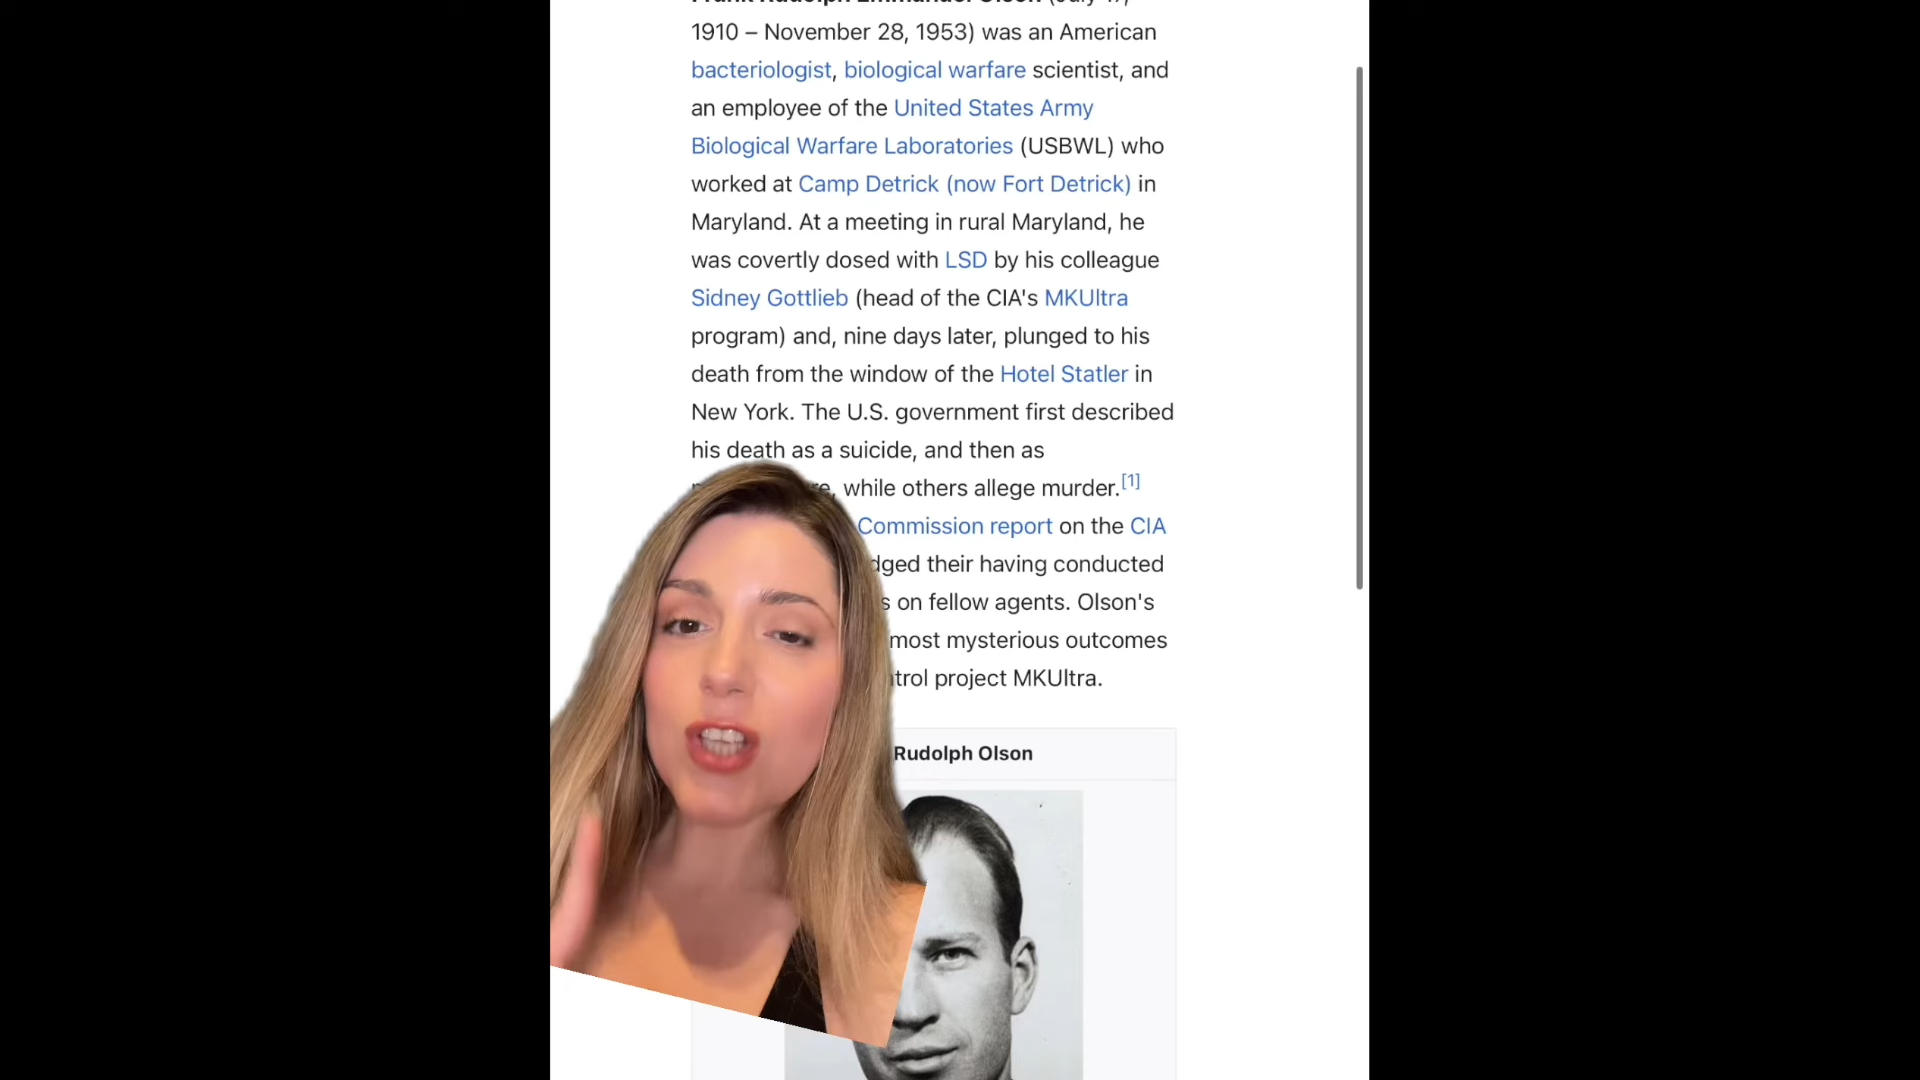 1910 – November 28, 1953) was an American
bacteriologist, biological warfare scientist, and
an employee of the United States Army
Biological Warfare Laboratories (USBWL) who
worked at Camp Detrick (now Fort Detrick) in
Maryland. At a meeting in rural Maryland, he
was covertly dosed with LSD by his colleague
Sidney Gottlieb (head of the CIA's MKUltra
program) and, nine days later, plunged to his
death from the window of the Hotel Statler in
New York. The U.S. government first described
his death as a suicide, and then as
while others allege murder.[1]
Commission report on the CIA
their having conducted
on fellow agents. Olson's
most mysterious outcomes
project MKUltra.
Rudolph Olson